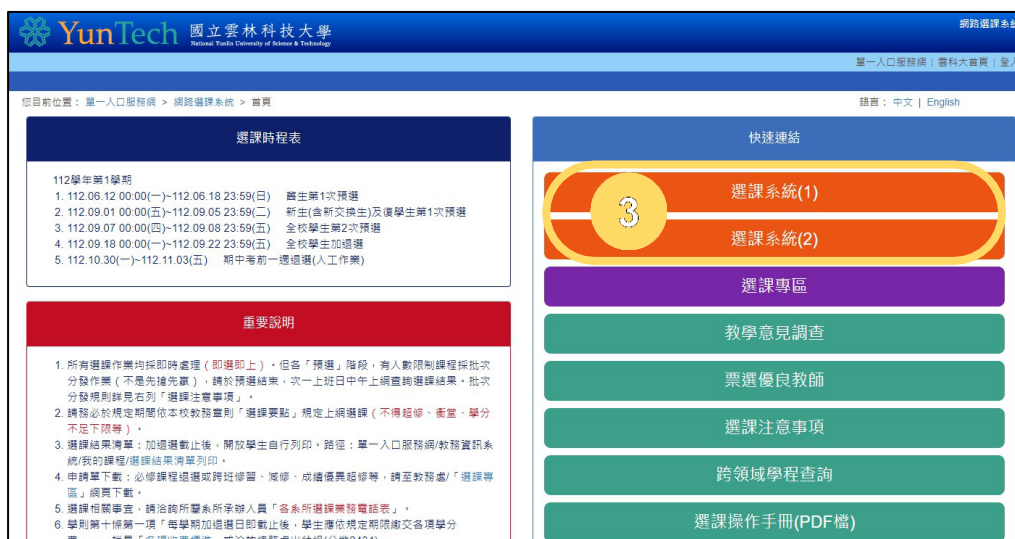 YunTech 國立雲林科技大學
National Yunlin University of Science & Technology
網路選課系統
單一入口服務網 | 雲科大首頁 | 登入
您目前位置： 單一入口服務網 > 網路選課系統 > 首頁
語言： 中文 | English
選課時程表
112學年第1學期
1. 112.06.12 00:00(一)~112.06.18 23:59(日) 舊生第1次預選
2. 112.09.01 00:00(五)~112.09.05 23:59(二) 新生(含新交換生)及復學生第1次預選
3. 112.09.07 00:00(四)~112.09.08 23:59(五) 全校學生第2次預選
4. 112.09.18 00:00(一)~112.09.22 23:59(五) 全校學生加退選
5. 112.10.30(一)~112.11.03(五) 期中考前一週退選(人工作業)
重要說明
1. 所有選課作業均採即時處理 ( 即選即上 )。但各「預選」階段，有人數限制課程採批次
分發作業 ( 不是先搶先贏 )，請於預選結束，次一上班日中午上網查詢選課結果。批次
分發規則詳見右列「選課注意事項」。
2. 請務必於規定期間依本校教務章則「選課要點」規定上網選課 ( 不得超修、衝堂、學分
不足下限等 )。
3. 選課結果清單：加退選截止後，開放學生自行列印。路徑：單一入口服務網/教務資訊系
統/我的課程/選課結果清單列印。
4. 申請單下載：必修課程退選或跨班修習、減修、成績優異超修等，請至教務處/「選課專
區」網頁下載。
5. 選課相關事宜，請洽詢所屬系所承辦人員「各系所選課業務電話表」。
6. 學則第十條第一項「每學期加退選日即截止後，學生應依規定期限繳交各項學分
快速連結
3
選課系統(1)
選課系統(2)
選課專區
教學意見調查
票選優良教師
選課注意事項
跨領域學程查詢
選課操作手冊(PDF檔)